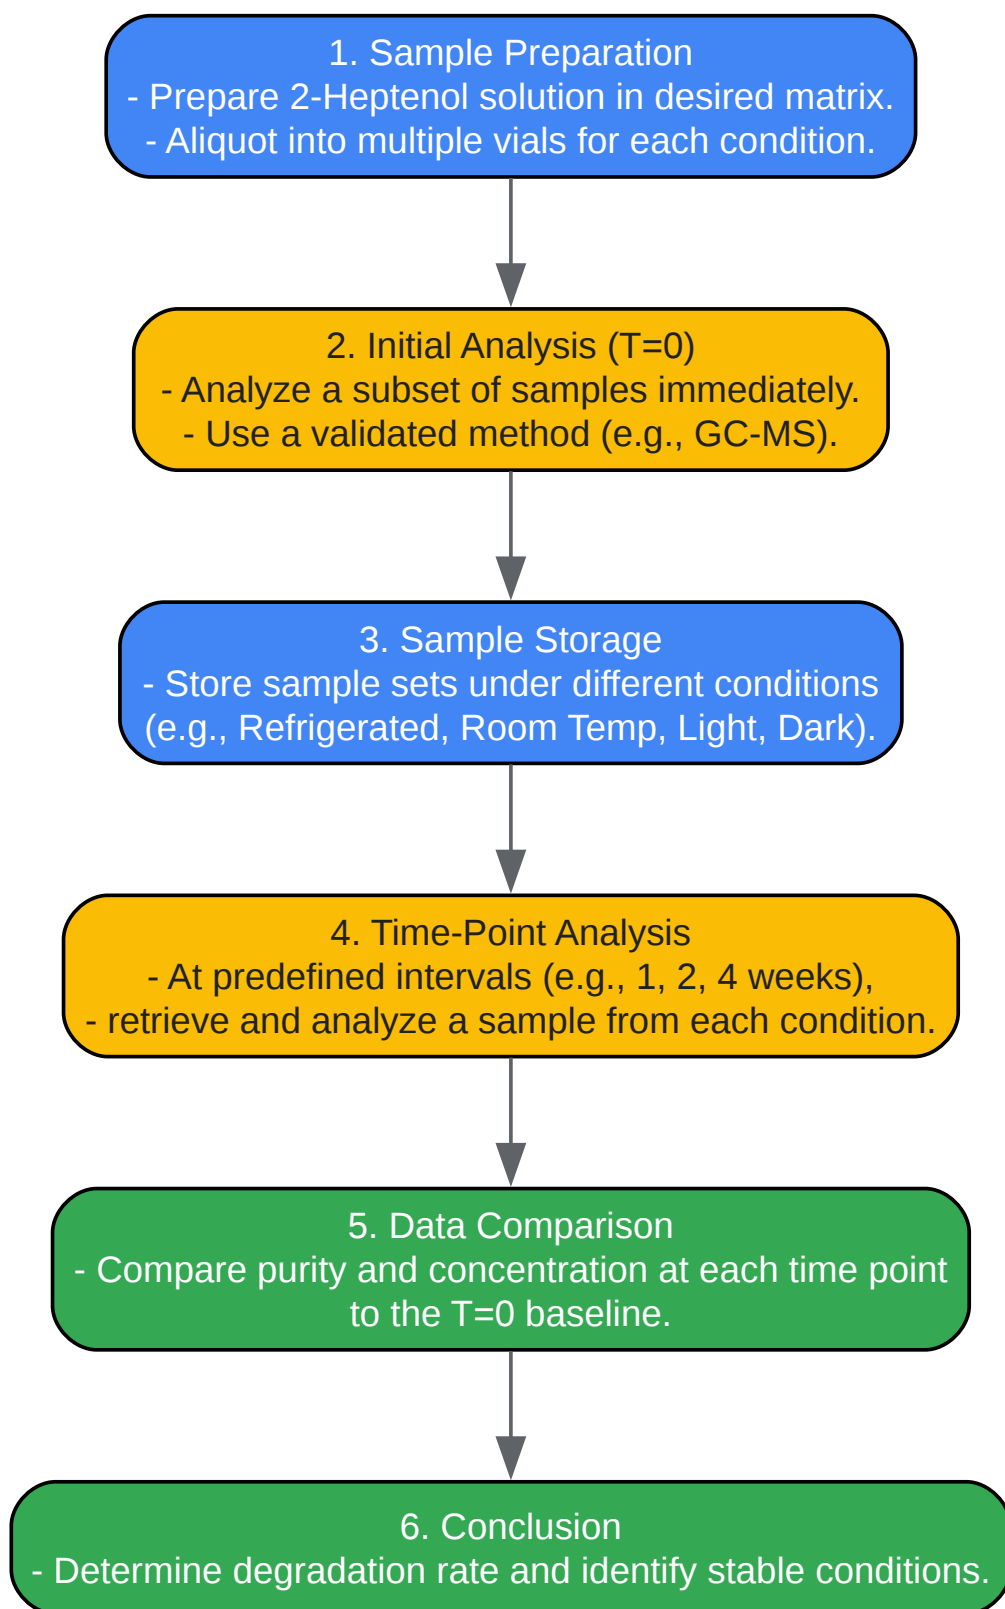 1. Sample Preparation
- Prepare 2-Heptenol solution in desired matrix.
- Aliquot into multiple vials for each condition.
2. Initial Analysis (T=0)
- Analyze a subset of samples immediately.
- Use a validated method (e.g., GC-MS).
3. Sample Storage
- Store sample sets under different conditions
(e.g., Refrigerated, Room Temp, Light, Dark).
4. Time-Point Analysis
- At predefined intervals (e.g., 1, 2, 4 weeks),
- retrieve and analyze a sample from each condition.
5. Data Comparison
- Compare purity and concentration at each time point
to the T=0 baseline.
6. Conclusion
- Determine degradation rate and identify stable conditions.